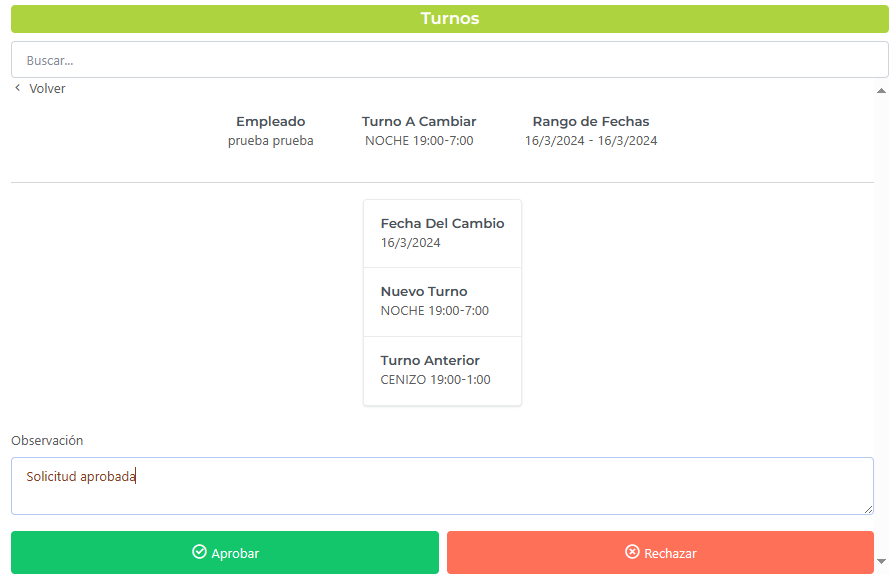 Turnos
Buscar...
Volver
Empleado Turno A Cambiar Rango de Fechas
prueba prueba NOCHE 19:00-7:00 16/3/2024 - 16/3/2024
Fecha Del Cambio
16/3/2024
Nuevo Turno
NOCHE 19:00-7:00
Turno Anterior
CENIZO 19:00-1:00
Observación
Solicitud aprobada
Aprobar Rechazar